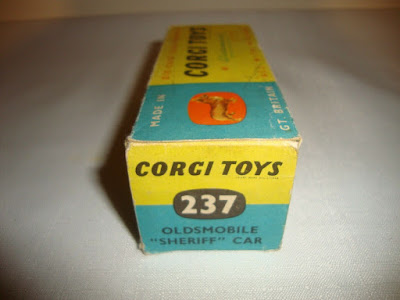 CORGI TOYS
MADE IN
GT. BRITAIN
CORGI TOYS
237
OLDSMOBILE
"SHERIFF" CAR